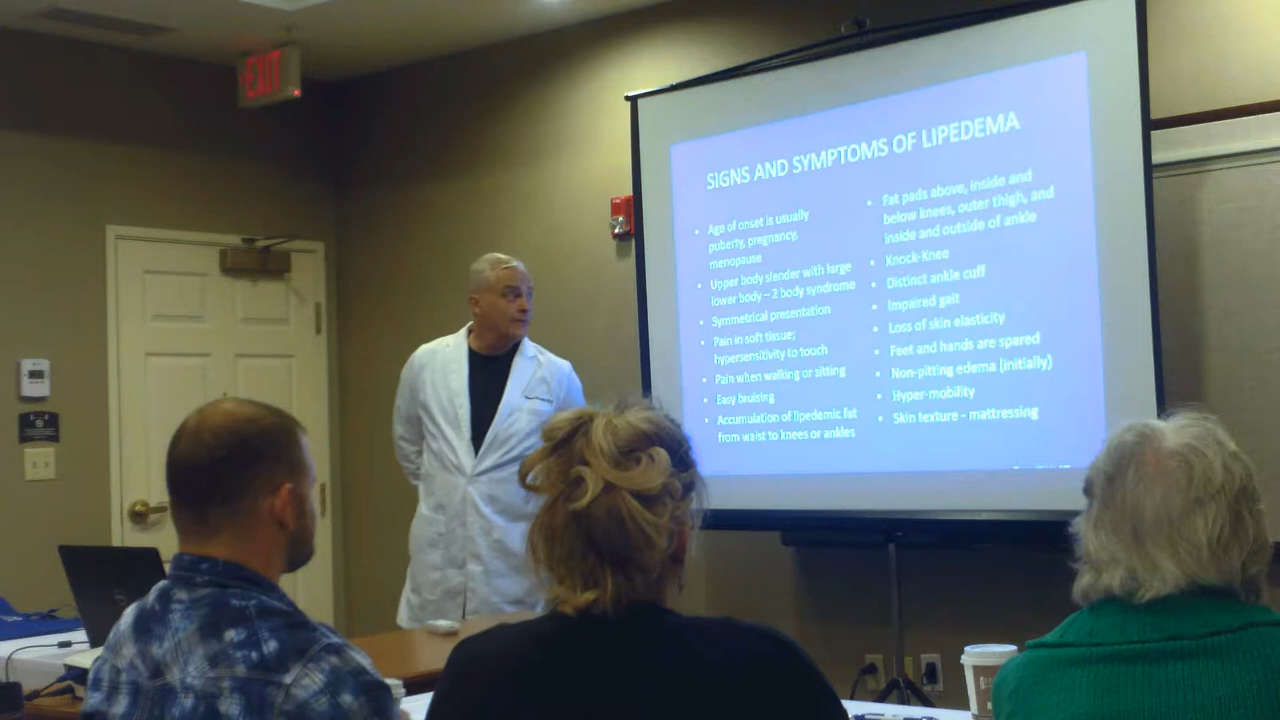 EXIT
SIGNS AND SYMPTOMS OF LIPEDEMA
• Age of onset is usually
puberty, pregnancy,
menopause
• Upper body slender with large
lower body – 2 body syndrome
• Symmetrical presentation
• Pain in soft tissue;
hypersensitivity to touch
• Pain when walking or sitting
• Easy bruising
• Accumulation of lipedemic fat
from waist to knees or ankles
• Fat pads above, inside and
below knees, outer thigh, and
inside and outside of ankle
• Knock-Knee
• Distinct ankle cuff
• Impaired gait
• Loss of skin elasticity
• Feet and hands are spared
• Non-pitting edema (initially)
• Hyper-mobility
• Skin texture - mattressing